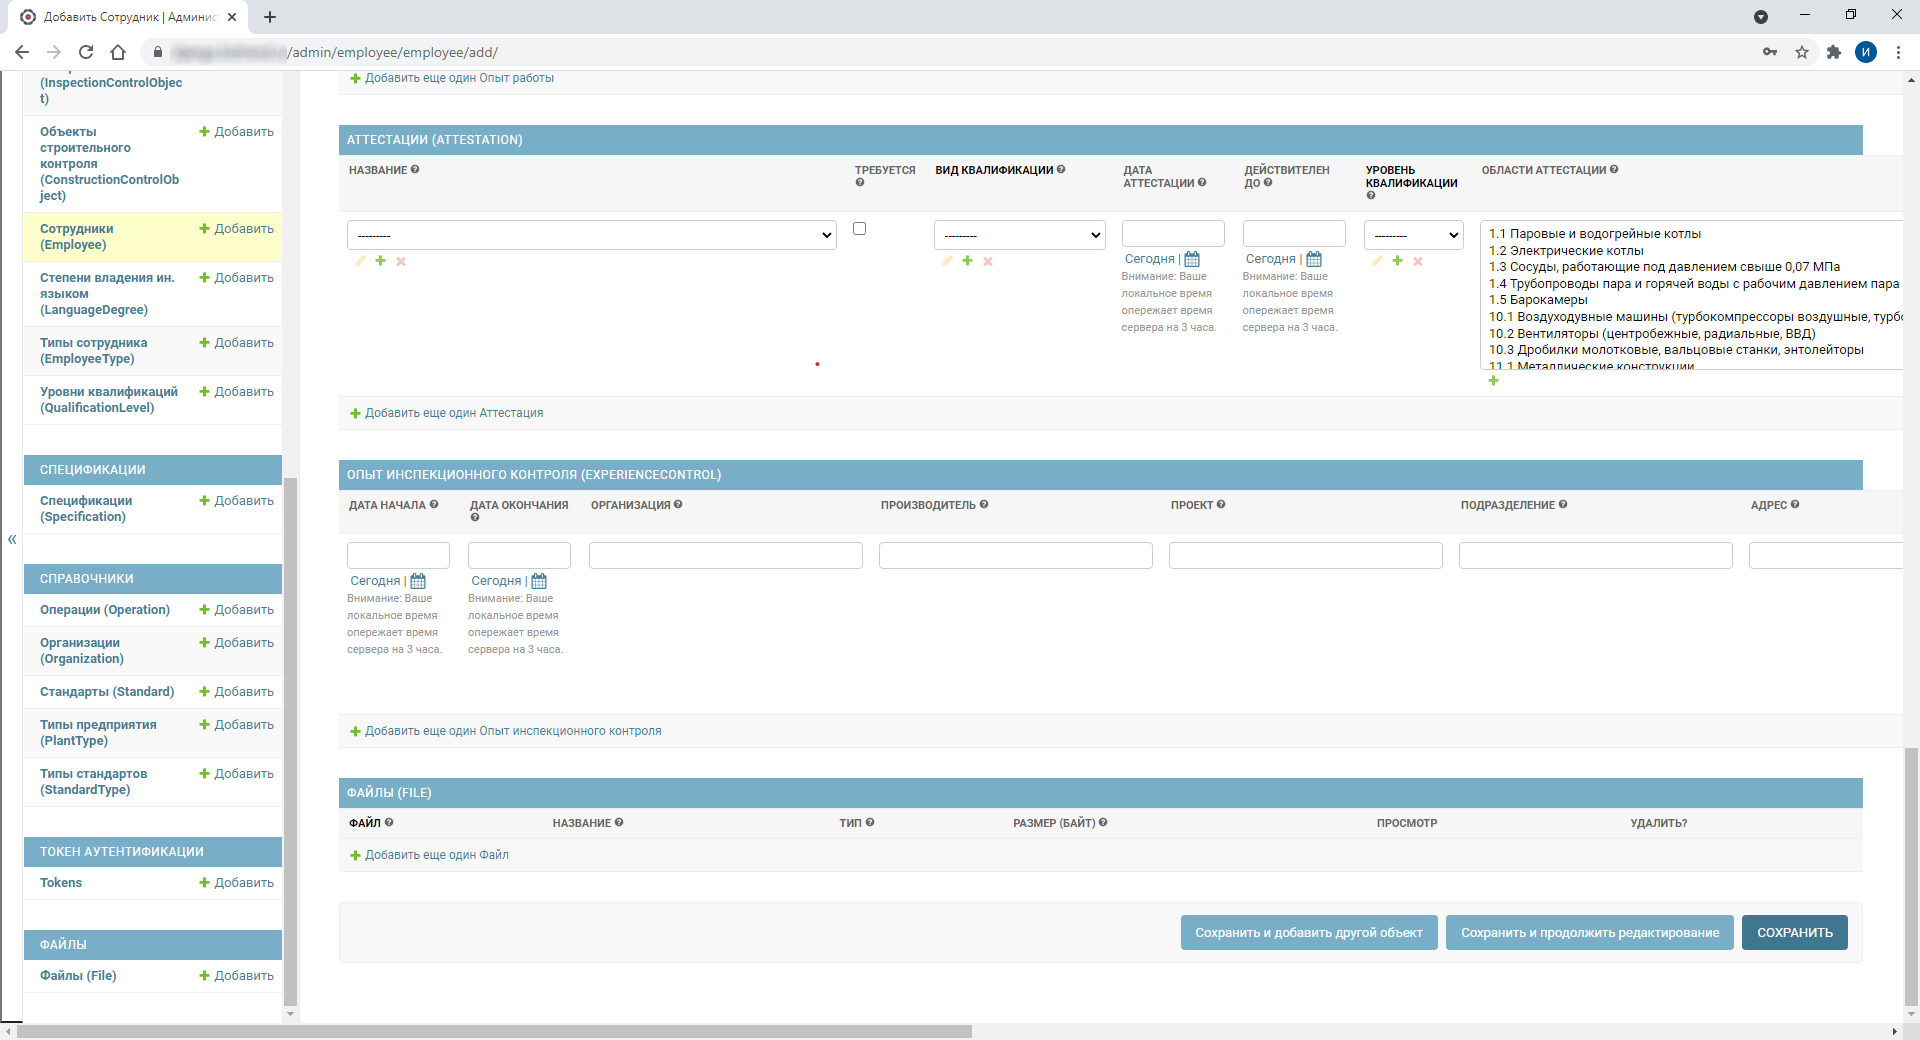 Добавить Сотрудник | Админис
/admin/employee/employee/add/
И
(InspectionControlObjec
t)
Объекты
строительного
контроля
(ConstructionControlOb
ject)
Добавить
Сотрудники
(Employee)
Добавить
Степени владения ин.
языком
(LanguageDegree)
Добавить
Типы сотрудника
(EmployeeType)
Добавить
Уровни квалификаций
(QualificationLevel)
Добавить
СПЕЦИФИКАЦИИ
Спецификации
(Specification)
Добавить
«
СПРАВОЧНИКИ
Операции (Operation)
Добавить
Организации
(Organization)
Добавить
Стандарты (Standard)
Добавить
Типы предприятия
(PlantType)
Добавить
Типы стандартов
(StandardType)
Добавить
ТОКЕН АУТЕНТИФИКАЦИИ
Tokens
Добавить
ФАЙЛЫ
Файлы (File)
Добавить
Добавить еще один Опыт работы
АТТЕСТАЦИИ (ATTESTATION)
НАЗВАНИЕ
ТРЕБУЕТСЯ
ВИД КВАЛИФИКАЦИИ
ДАТА
АТТЕСТАЦИИ
ДЕЙСТВИТЕЛЕН
ДО
УРОВЕНЬ
КВАЛИФИКАЦИИ
ОБЛАСТИ АТТЕСТАЦИИ
---------
---------
Сегодня |
Внимание: Ваше
локальное время
опережает время
сервера на 3 часа.
Сегодня |
Внимание: Ваше
локальное время
опережает время
сервера на 3 часа.
---------
1.1 Паровые и водогрейные котлы
1.2 Электрические котлы
1.3 Сосуды, работающие под давлением свыше 0,07 МПа
1.4 Трубопроводы пара и горячей воды с рабочим давлением пара
1.5 Барокамеры
10.1 Воздуходувные машины (турбокомпрессоры воздушные, турбо
10.2 Вентиляторы (центробежные, радиальные, ВВД)
10.3 Дробилки молотковые, вальцовые станки, энтолейторы
11.1 Металлические конструкции
Добавить еще один Аттестация
ОПЫТ ИНСПЕКЦИОННОГО КОНТРОЛЯ (EXPERIENCECONTROL)
ДАТА НАЧАЛА
ДАТА ОКОНЧАНИЯ
ОРГАНИЗАЦИЯ
ПРОИЗВОДИТЕЛЬ
ПРОЕКТ
ПОДРАЗДЕЛЕНИЕ
АДРЕС
Сегодня |
Внимание: Ваше
локальное время
опережает время
сервера на 3 часа.
Сегодня |
Внимание: Ваше
локальное время
опережает время
сервера на 3 часа.
Добавить еще один Опыт инспекционного контроля
ФАЙЛЫ (FILE)
ФАЙЛ
НАЗВАНИЕ
ТИП
РАЗМЕР (БАЙТ)
ПРОСМОТР
УДАЛИТЬ?
Добавить еще один Файл
Сохранить и добавить другой объект
Сохранить и продолжить редактирование
СОХРАНИТЬ